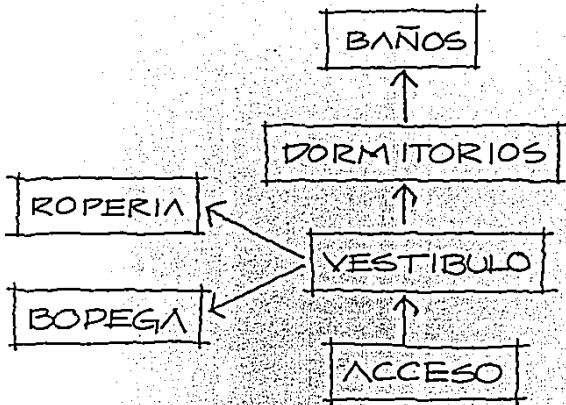 BAÑOS
DORMITORIOS
ROPERIA
VESTIBULO
BODEGA
ACCESO